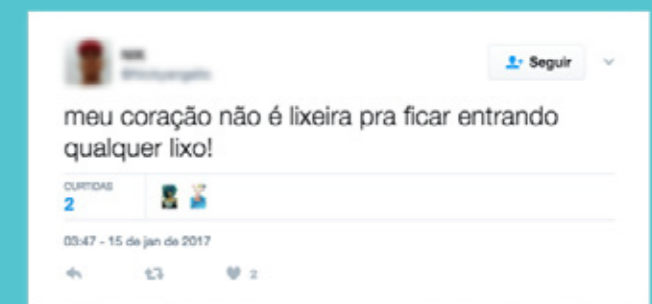 Seguir
meu coração não é lixeira pra ficar entrando
qualquer lixo!
CURTIDAS
2
03:47 - 15 de jan de 2017
2